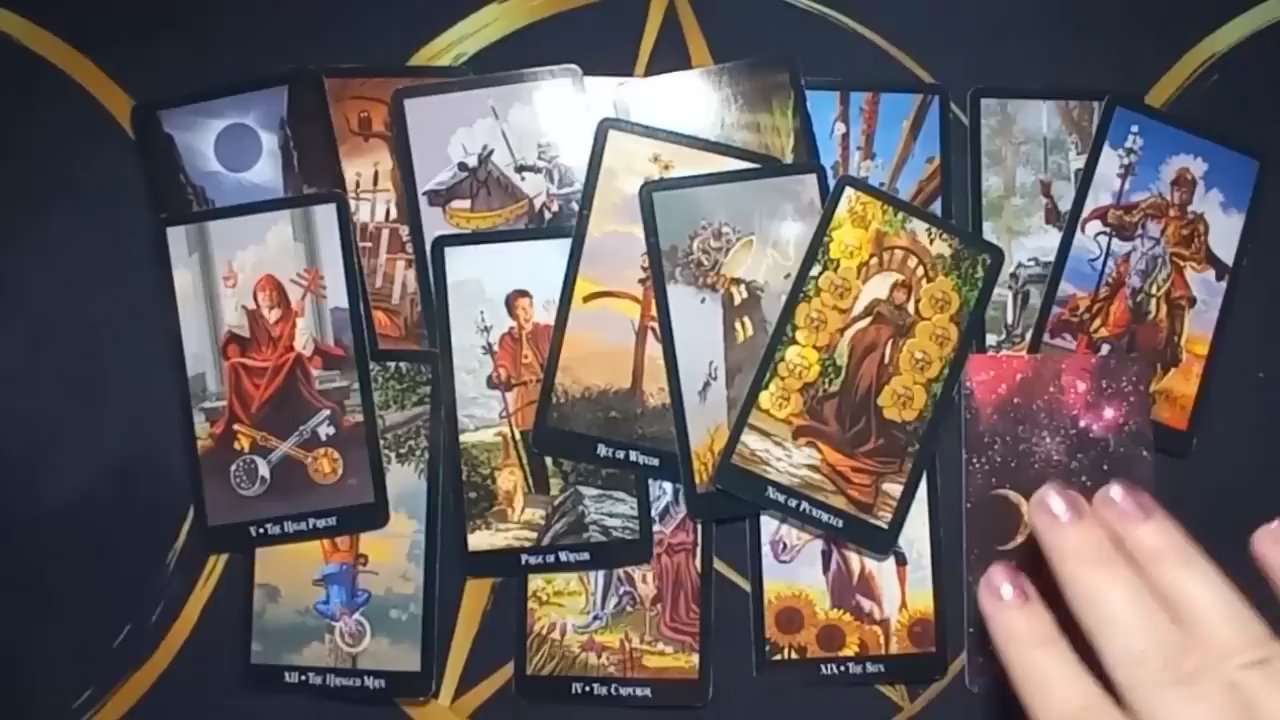 V • The High Priest
Page of Wands
Ace of Wands
Nine of Pentacles
XII • The Hanged Man
IV • The Emperor
XIX • The Sun